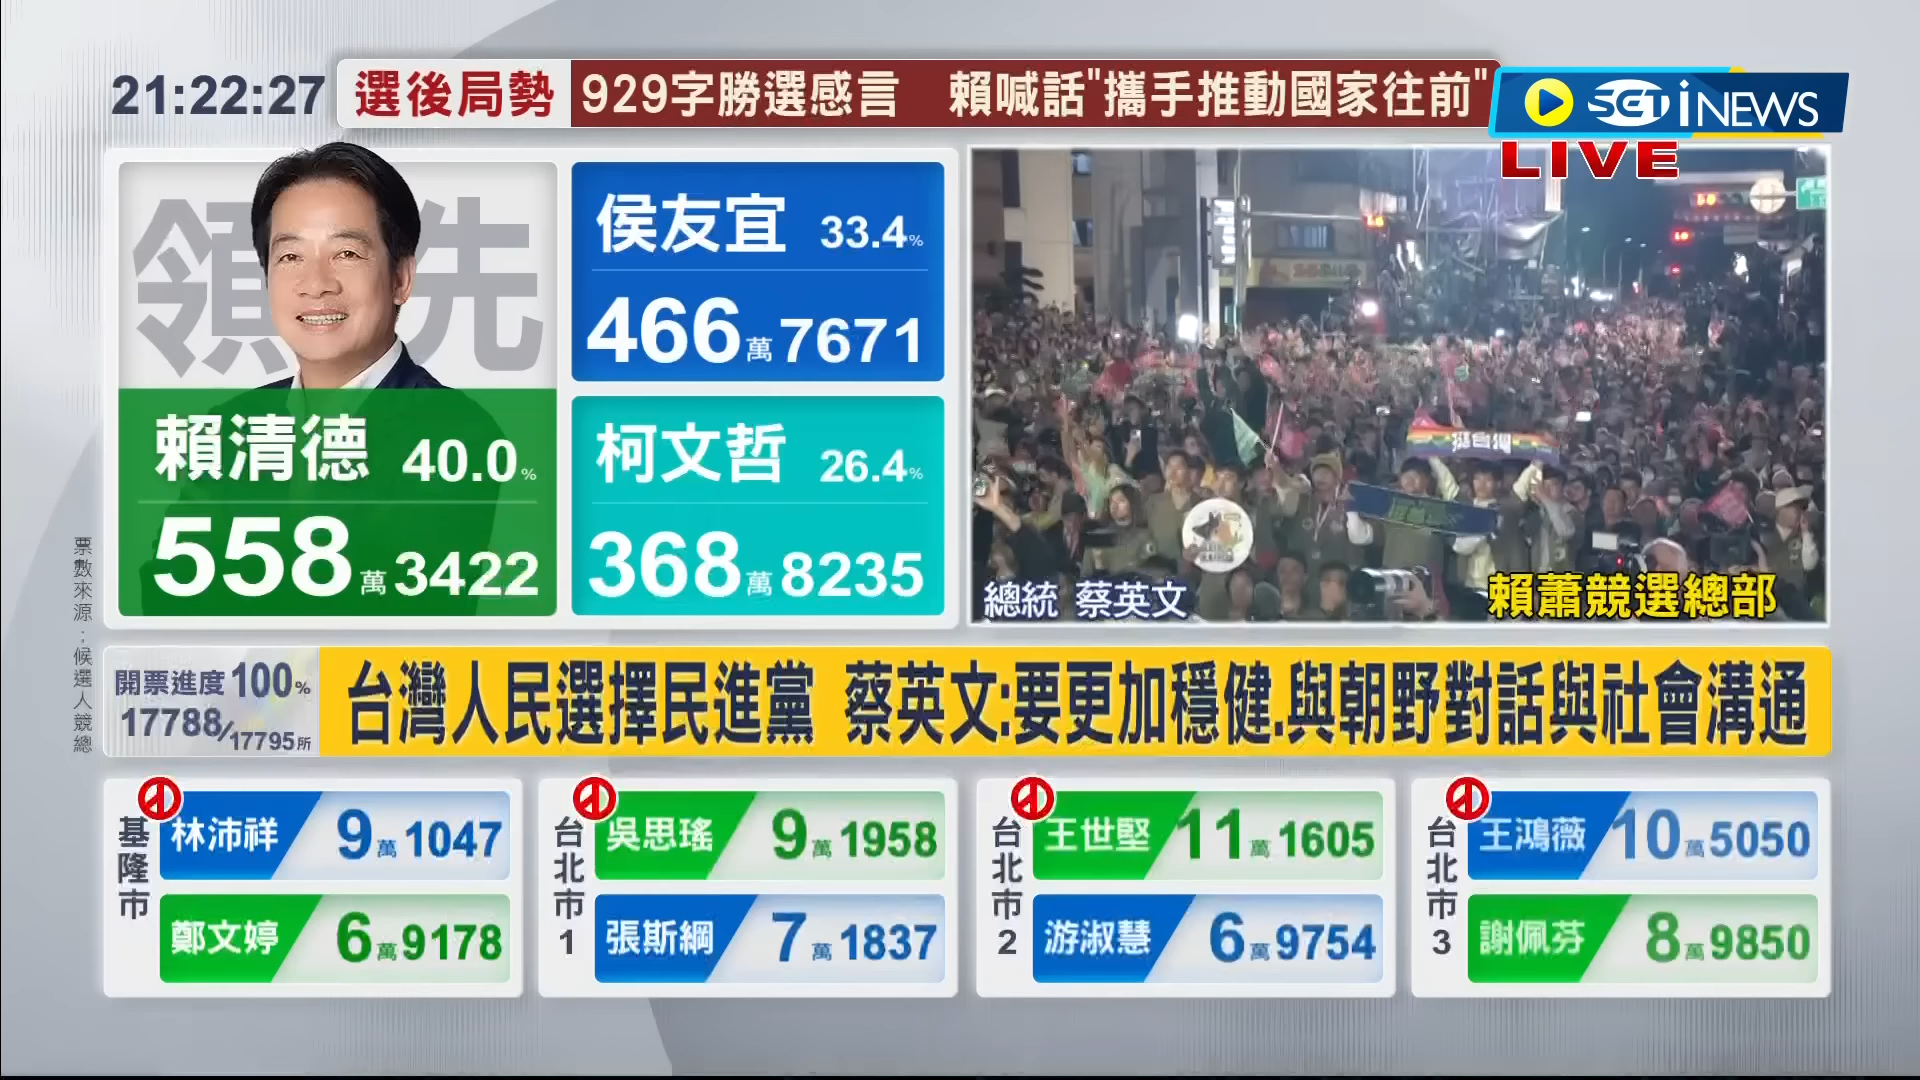 21:22:27
選後局勢
929字勝選感言 賴喊話"攜手推動國家往前"
SETiNEWS
LIVE
領先
賴清德 40.0%
558萬3422
侯友宜 33.4%
466萬7671
柯文哲 26.4%
368萬8235
挺台灣
總統 蔡英文
賴蕭競選總部
票數來源:候選人競總
開票進度100%
17788/17795所
台灣人民選擇民進黨 蔡英文:要更加穩健.與朝野對話與社會溝通
基隆市
林沛祥 9萬1047
鄭文婷 6萬9178
台北市1
吳思瑤 9萬1958
張斯綱 7萬1837
台北市2
王世堅 11萬1605
游淑慧 6萬9754
台北市3
王鴻薇 10萬5050
謝佩芬 8萬9850